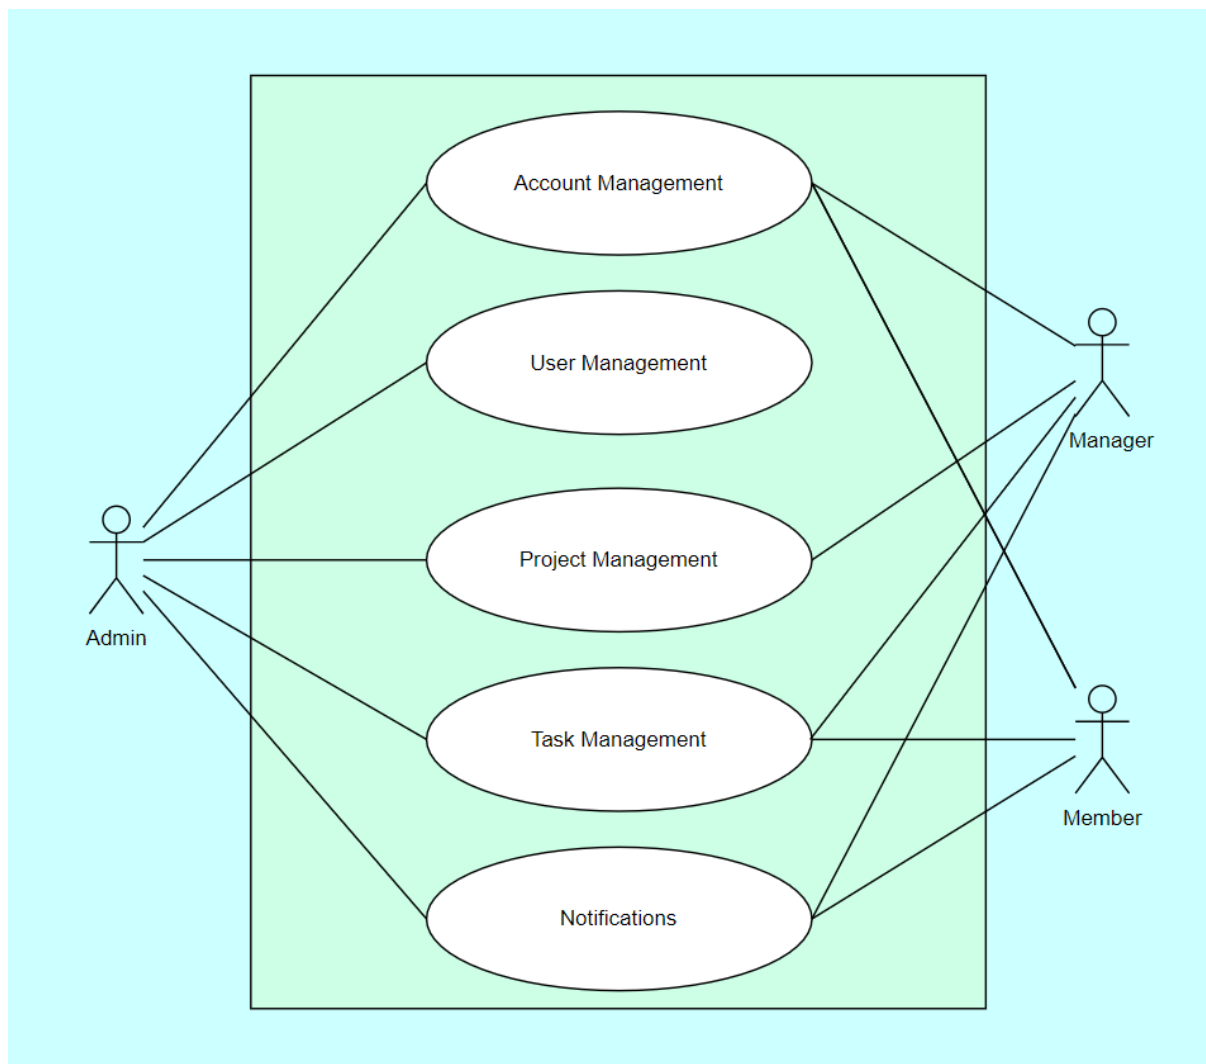 Account Management
User Management
Manager
Project Management
Admin
Task Management
Member
Notifications